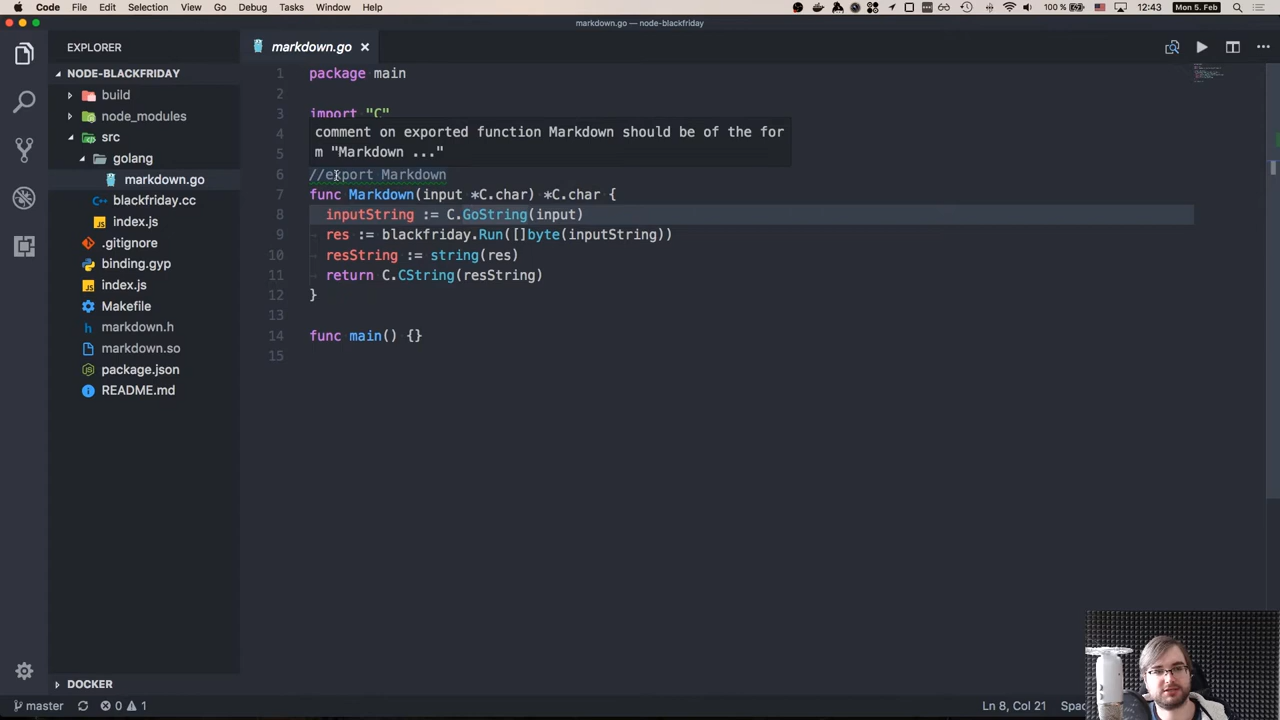 Code File Edit Selection View Go Debug Tasks Window Help 100 % 12:43 Mon 5. Feb
markdown.go — node-blackfriday
EXPLORER
markdown.go
NODE-BLACKFRIDAY
build
node_modules
src
golang
markdown.go
blackfriday.cc
index.js
.gitignore
binding.gyp
index.js
Makefile
markdown.h
markdown.so
package.json
README.md
DOCKER
1 package main
2
3 import "C"
4
comment on exported function Markdown should be of the for
m "Markdown ..."
5
6 //export Markdown
7 func Markdown(input *C.char) *C.char {
8 inputString := C.GoString(input)
9 res := blackfriday.Run([]byte(inputString))
10 resString := string(res)
11 return C.CString(resString)
12 }
13
14 func main() {}
15
master 0 1 Ln 8, Col 21